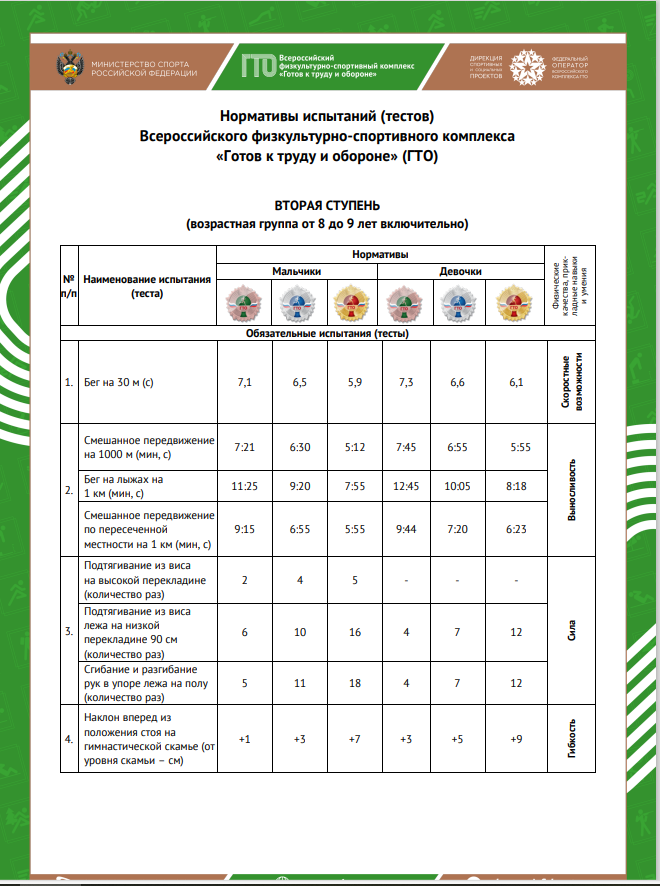 МИНИСТЕРСТВО СПОРТА
РОССИЙСКОЙ ФЕДЕРАЦИИ
ГТО
Всероссийский
физкультурно-спортивный комплекс
«Готов к труду и обороне»
ДИРЕКЦИЯ
СПОРТИВНЫХ
И СОЦИАЛЬНЫХ
ПРОЕКТОВ
ФЕДЕРАЛЬНЫЙ
ОПЕРАТОР
ВСЕРОССИЙСКОГО
КОМПЛЕКСА ГТО
Нормативы испытаний (тестов)
Всероссийского физкультурно-спортивного комплекса
«Готов к труду и обороне» (ГТО)
ВТОРАЯ СТУПЕНЬ
(возрастная группа от 8 до 9 лет включительно)
№
п/п
Наименование испытания
(теста)
Нормативы
Мальчики Девочки
ГТО ГТО ГТО ГТО ГТО ГТО
Физические
качества, прик-
ладные навыки
и умения
Обязательные испытания (тесты)
1. Бег на 30 м (с) 7,1 6,5 5,9 7,3 6,6 6,1
Скоростные
возможности
2.
Смешанное передвижение
на 1000 м (мин, с) 7:21 6:30 5:12 7:45 6:55 5:55
Бег на лыжах на
1 км (мин, с) 11:25 9:20 7:55 12:45 10:05 8:18
Смешанное передвижение
по пересеченной
местности на 1 км (мин, с) 9:15 6:55 5:55 9:44 7:20 6:23
Выносливость
3.
Подтягивание из виса
на высокой перекладине
(количество раз) 2 4 5 - - -
Подтягивание из виса
лежа на низкой
перекладине 90 см
(количество раз) 6 10 16 4 7 12
Сгибание и разгибание
рук в упоре лежа на полу
(количество раз) 5 11 18 4 7 12
Сила
4.
Наклон вперед из
положения стоя на
гимнастической скамье (от
уровня скамьи – см) +1 +3 +7 +3 +5 +9
Гибкость